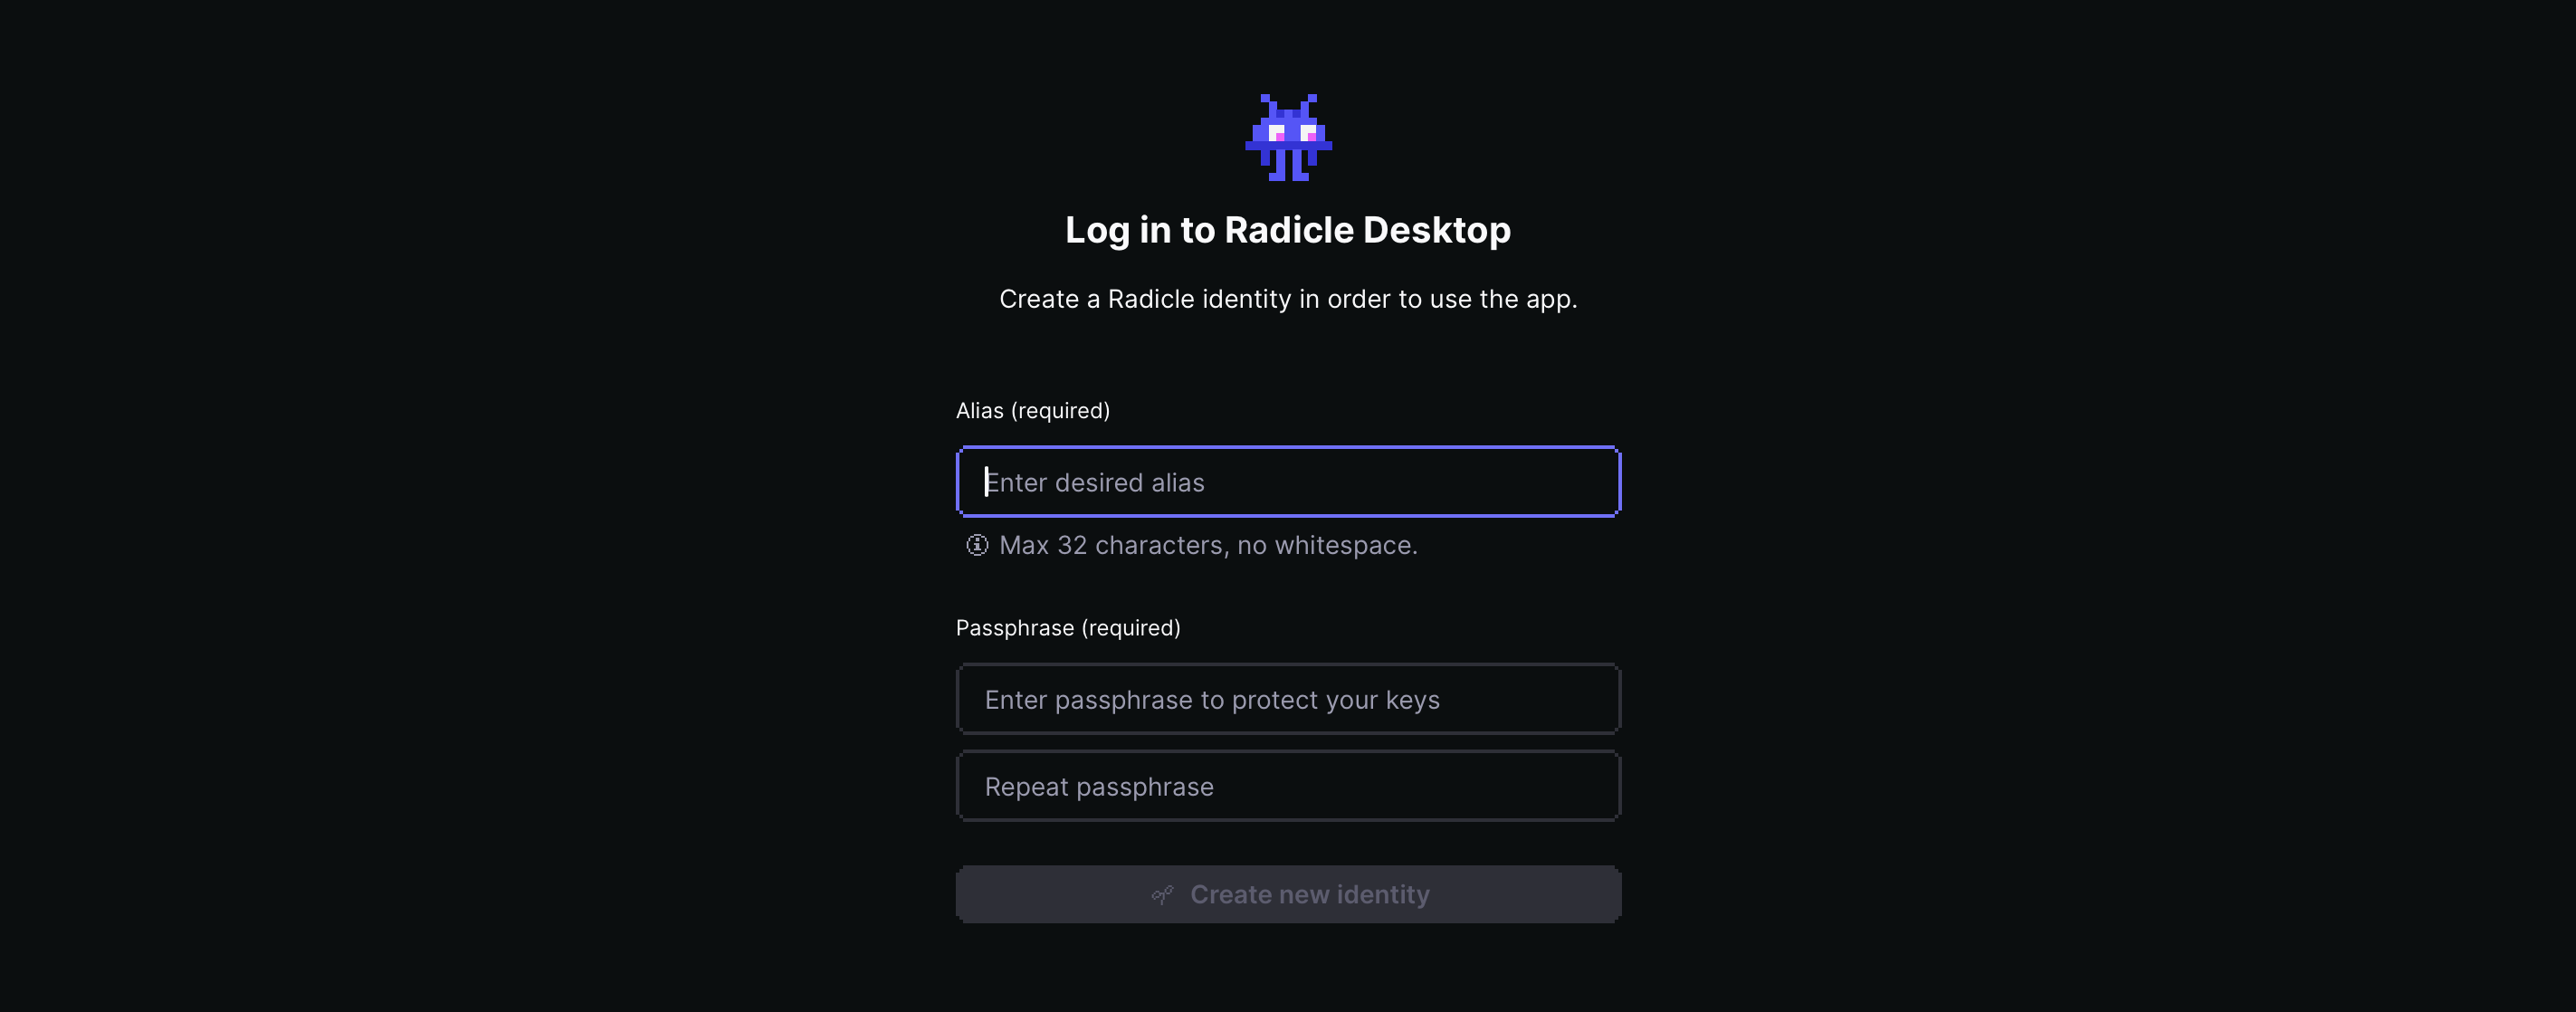 Log in to Radicle Desktop
Create a Radicle identity in order to use the app.
Alias (required)
Enter desired alias
Max 32 characters, no whitespace.
Passphrase (required)
Enter passphrase to protect your keys
Repeat passphrase
Create new identity